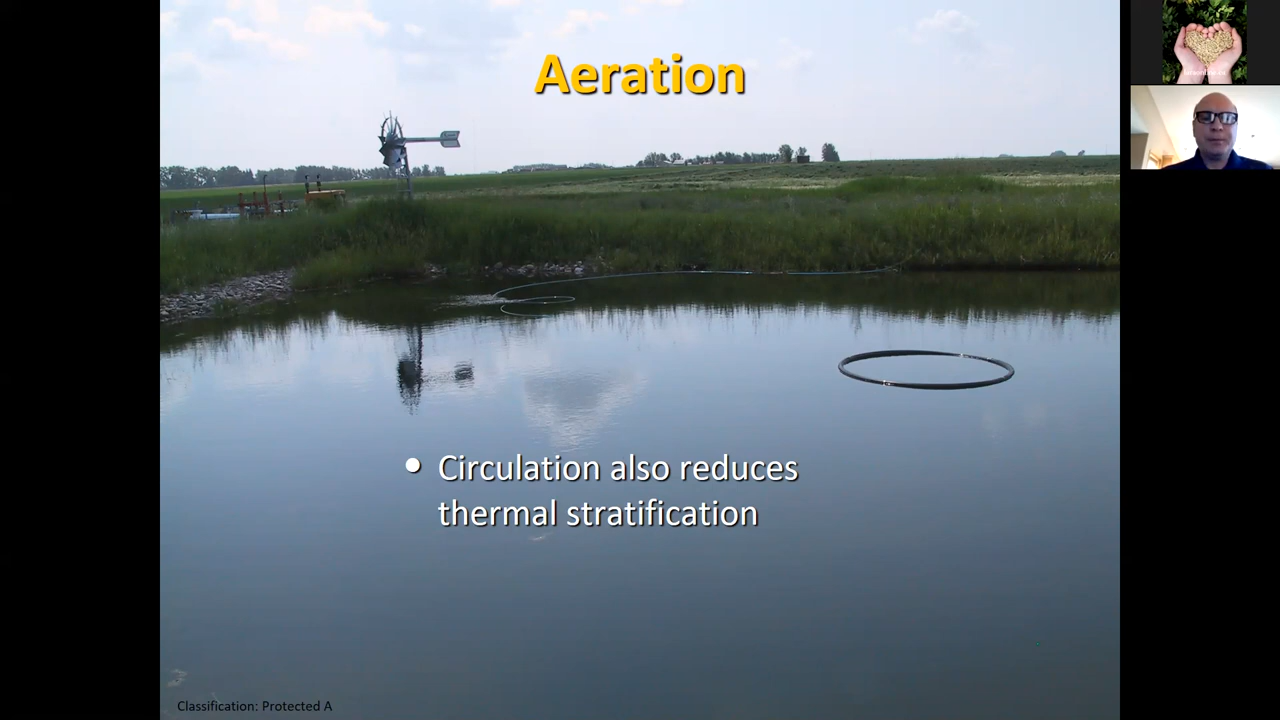 Aeration
• Circulation also reduces
thermal stratification
Classification: Protected A